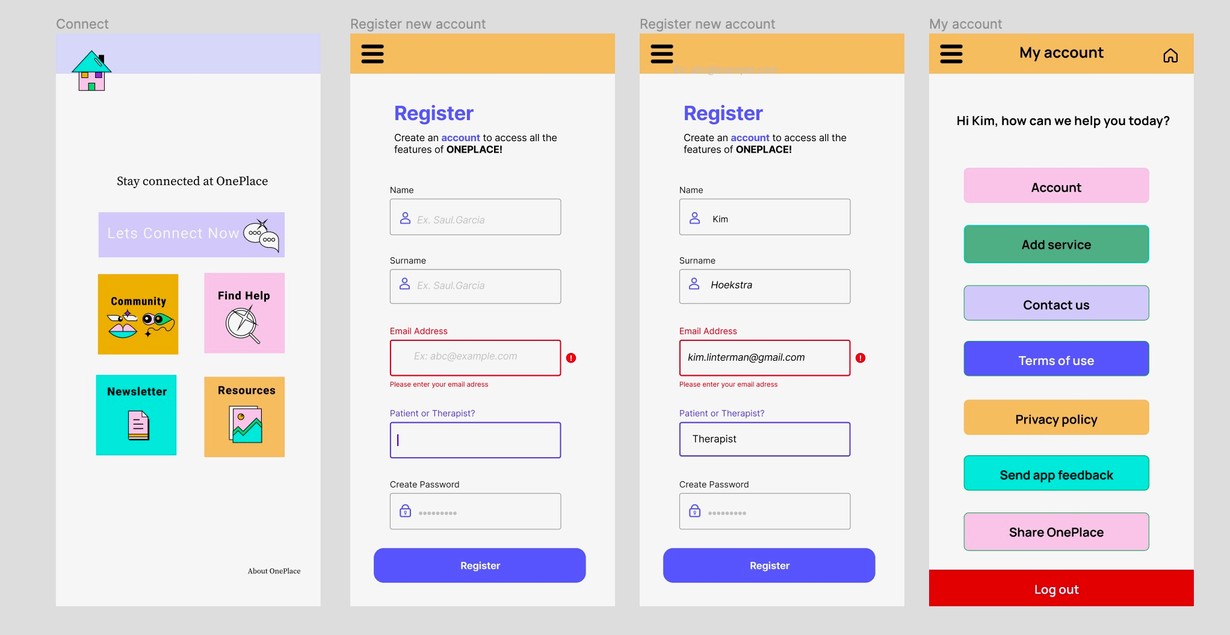 Connect
Stay connected at OnePlace
Lets Connect Now
Community
Find Help
Newsletter
Resources
About OnePlace
Register new account
Register
Create an account to access all the
features of ONEPLACE!
Name
Ex. Saul.Garcia
Surname
Ex. Saul.Garcia
Email Address
Ex: abc@example.com
!
Please enter your email adress
Patient or Therapist?
Create Password
Register
Register new account
Register
Create an account to access all the
features of ONEPLACE!
Name
Kim
Surname
Hoekstra
Email Address
kim.linterman@gmail.com
!
Please enter your email adress
Patient or Therapist?
Therapist
Create Password
Register
My account
My account
Hi Kim, how can we help you today?
Account
Add service
Contact us
Terms of use
Privacy policy
Send app feedback
Share OnePlace
Log out